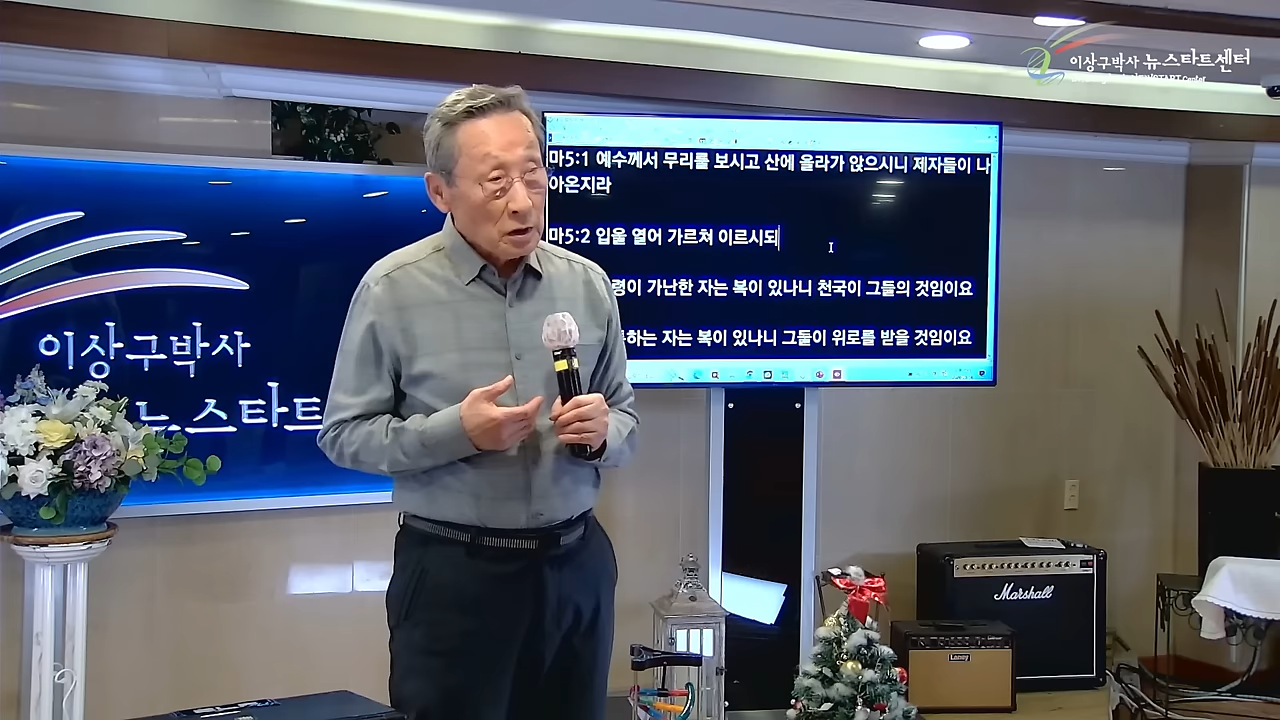 이상구박사 뉴스타트센터
마5:1 예수께서 무리를 보시고 산에 올라가 앉으시니 제자들이 나
아온지라
마5:2 입을 열어 가르쳐 이르시되
령이 가난한 자는 복이 있나니 천국이 그들의 것임이요
하는 자는 복이 있나니 그들이 위로를 받을 것임이요
이상구박사
뉴스타트
Marshall
Laney